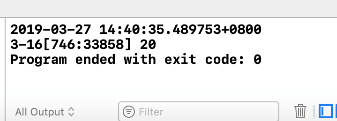 2019-03-27 14:40:35.489753+0800
3-16[746:33858] 20
Program ended with exit code: 0
All Output
Filter